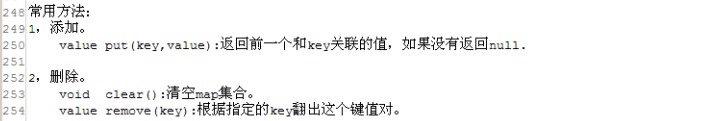 248 常用方法:
249 1, 添加。
250 value put(key,value):返回前一个和key关联的值, 如果没有返回null.
251
252 2, 删除。
253 void clear():清空map集合。
254 value remove(key):根据指定的key翻出这个键值对。